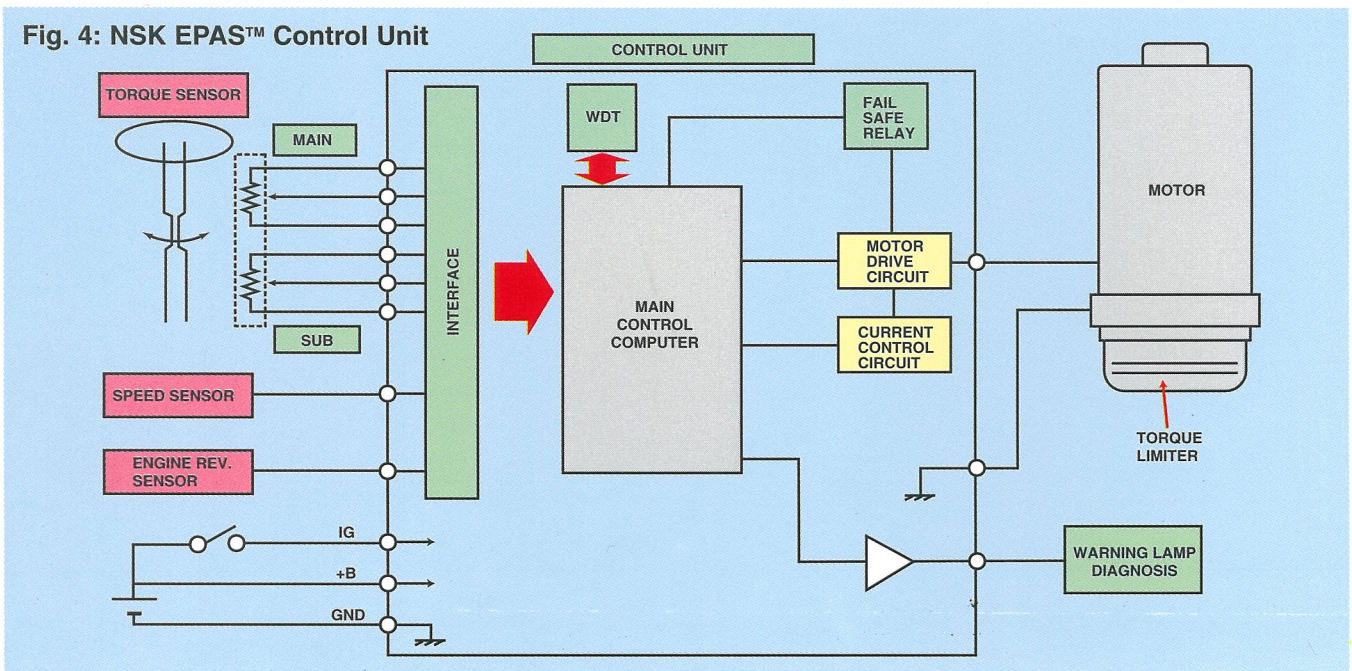 Fig. 4: NSK EPAS™ Control Unit
CONTROL UNIT
TORQUE SENSOR
MAIN
SUB
SPEED SENSOR
ENGINE REV.
SENSOR
IG
+B
GND
INTERFACE
WDT
MAIN
CONTROL
COMPUTER
FAIL
SAFE
RELAY
MOTOR
DRIVE
CIRCUIT
CURRENT
CONTROL
CIRCUIT
MOTOR
TORQUE
LIMITER
WARNING LAMP
DIAGNOSIS